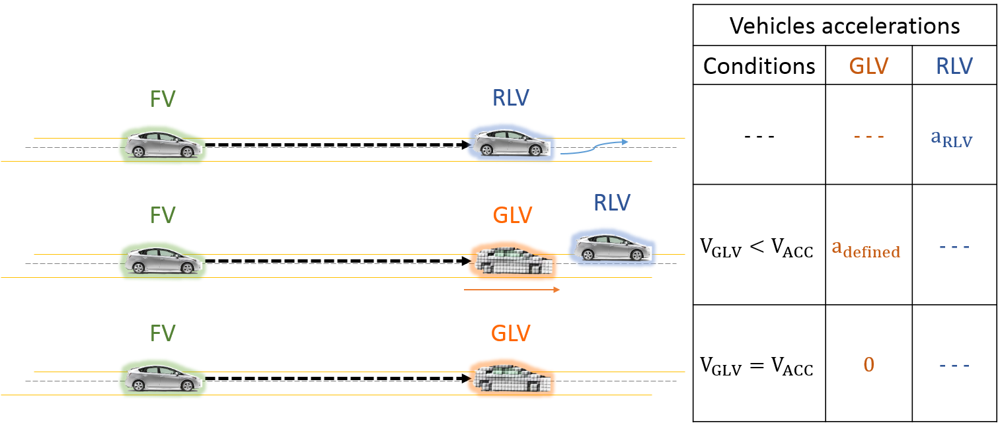 Vehicles accelerations
Conditions GLV RLV
FV RLV
- - - - - - aRLV
FV GLV RLV
VGLV < VACC adefined - - -
FV GLV
VGLV = VACC 0 - - -